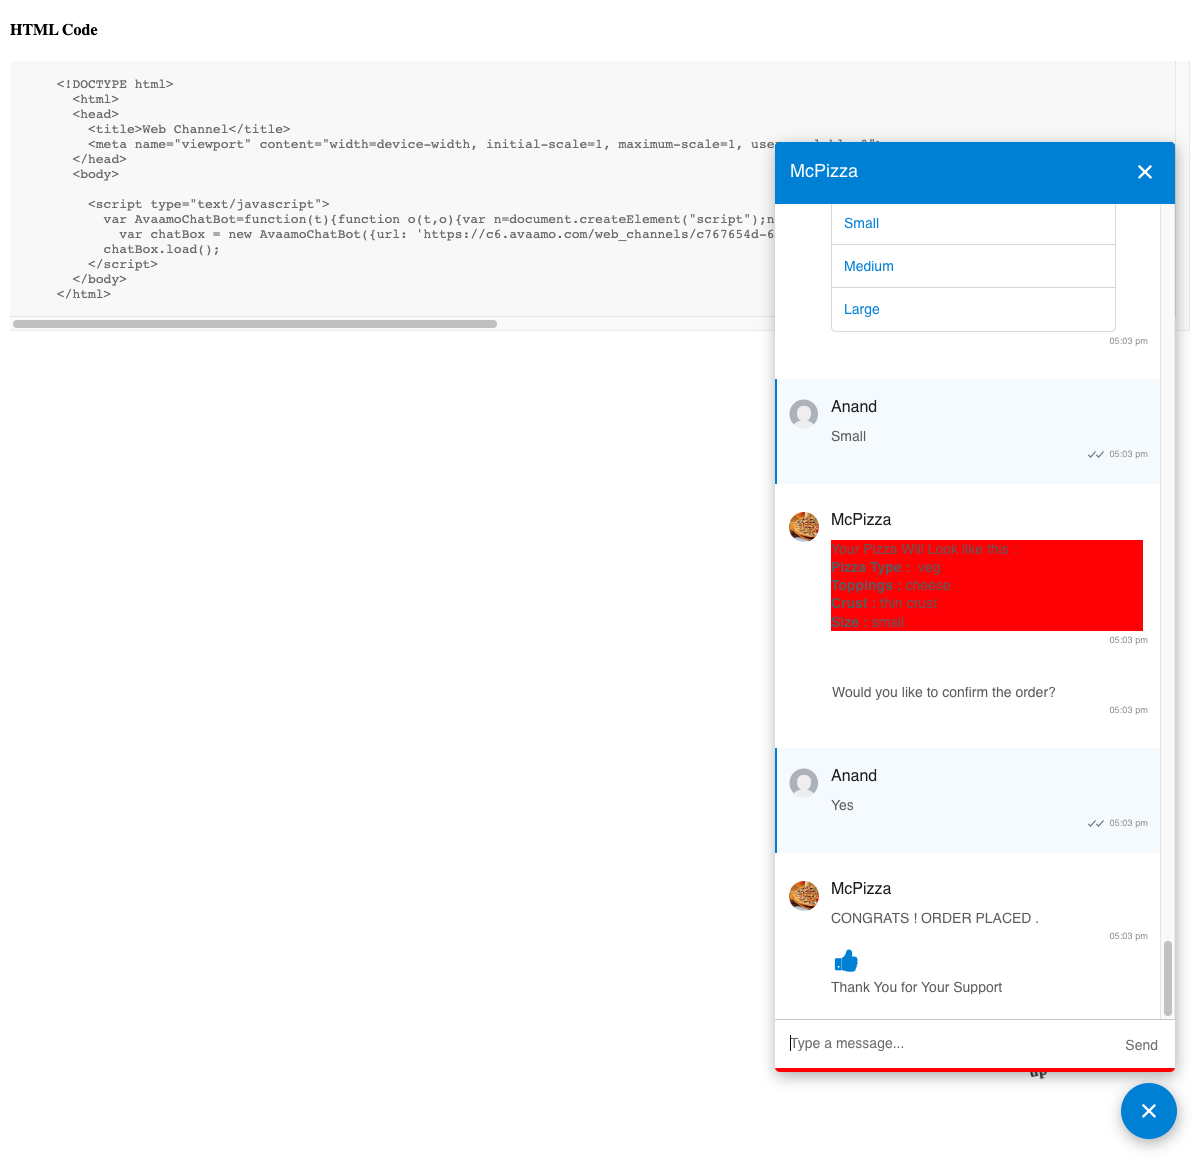 HTML Code
<!DOCTYPE html>
<html>
<head>
<title>Web Channel</title>
<meta name="viewport" content="width=device-width, initial-scale=1, maximum-scale=1,
</head>
<body>
<script type="text/javascript">
var AvaamoChatBot=function(t){function o(t,o){var n=document.createElement("script");n
var chatBox = new AvaamoChatBot({url: 'https://c6.avaamo.com/web_channels/c767654d-6
chatBox.load();
</script>
</body>
</html>
McPizza
Small
Medium
Large
05:03 pm
Anand
Small
05:03 pm
McPizza
Your Pizza Will Look like this :
Pizza Type : veg
Toppings : cheese
Crust : thin crust
Size : small
05:03 pm
Would you like to confirm the order?
05:03 pm
Anand
Yes
05:03 pm
McPizza
CONGRATS ! ORDER PLACED .
05:03 pm
Thank You for Your Support
Type a message...
Send
up